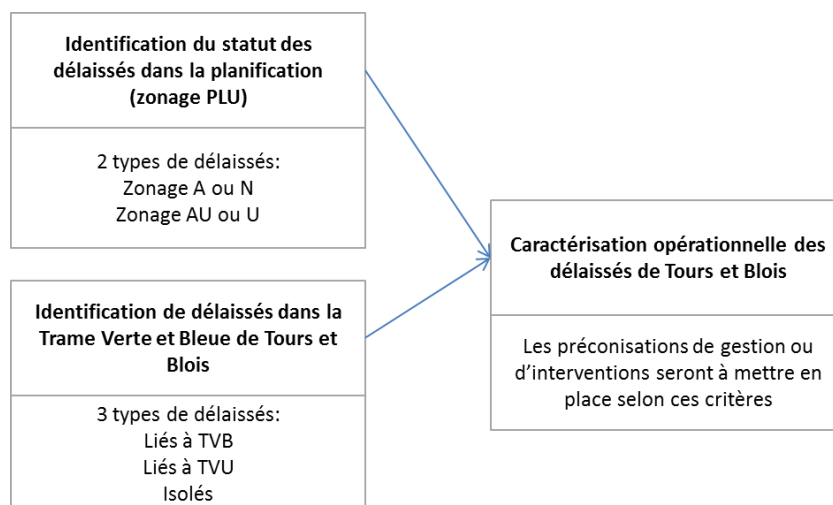 Identification du statut des
délaissés dans la planification
(zonage PLU)
2 types de délaissés:
Zonage A ou N
Zonage AU ou U
Identification de délaissés dans la
Trame Verte et Bleue de Tours et
Blois
3 types de délaissés:
Liés à TVB
Liés à TVU
Isolés
Caractérisation opérationnelle des
délaissés de Tours et Blois
Les préconisations de gestion ou
d'interventions seront à mettre en
place selon ces critères